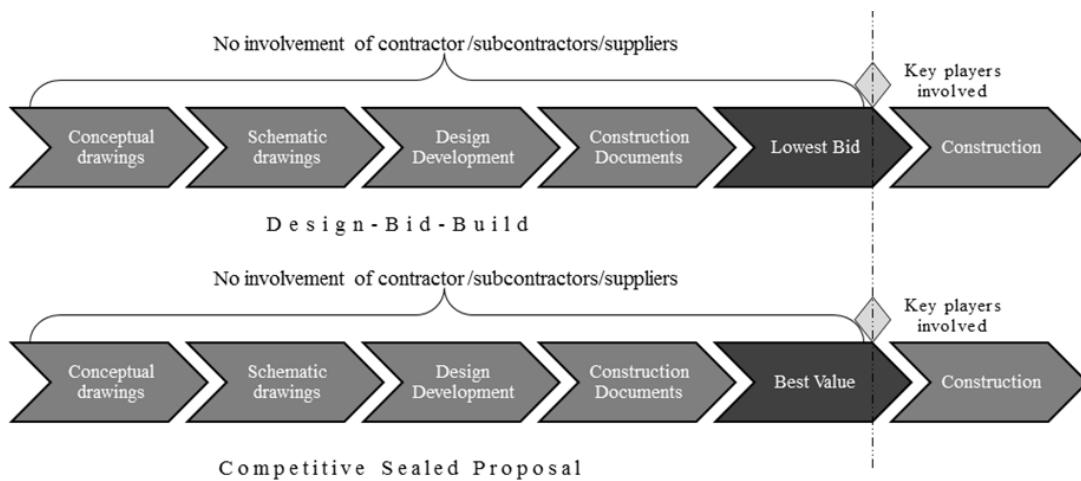 No involvement of contractor/subcontractors/suppliers
Key players
involved
Conceptual
drawings
Schematic
drawings
Design
Development
Construction
Documents
Lowest Bid
Construction
Design-Bid-Build
No involvement of contractor/subcontractors/suppliers
Key players
involved
Conceptual
drawings
Schematic
drawings
Design
Development
Construction
Documents
Best Value
Construction
Competitive Sealed Proposal